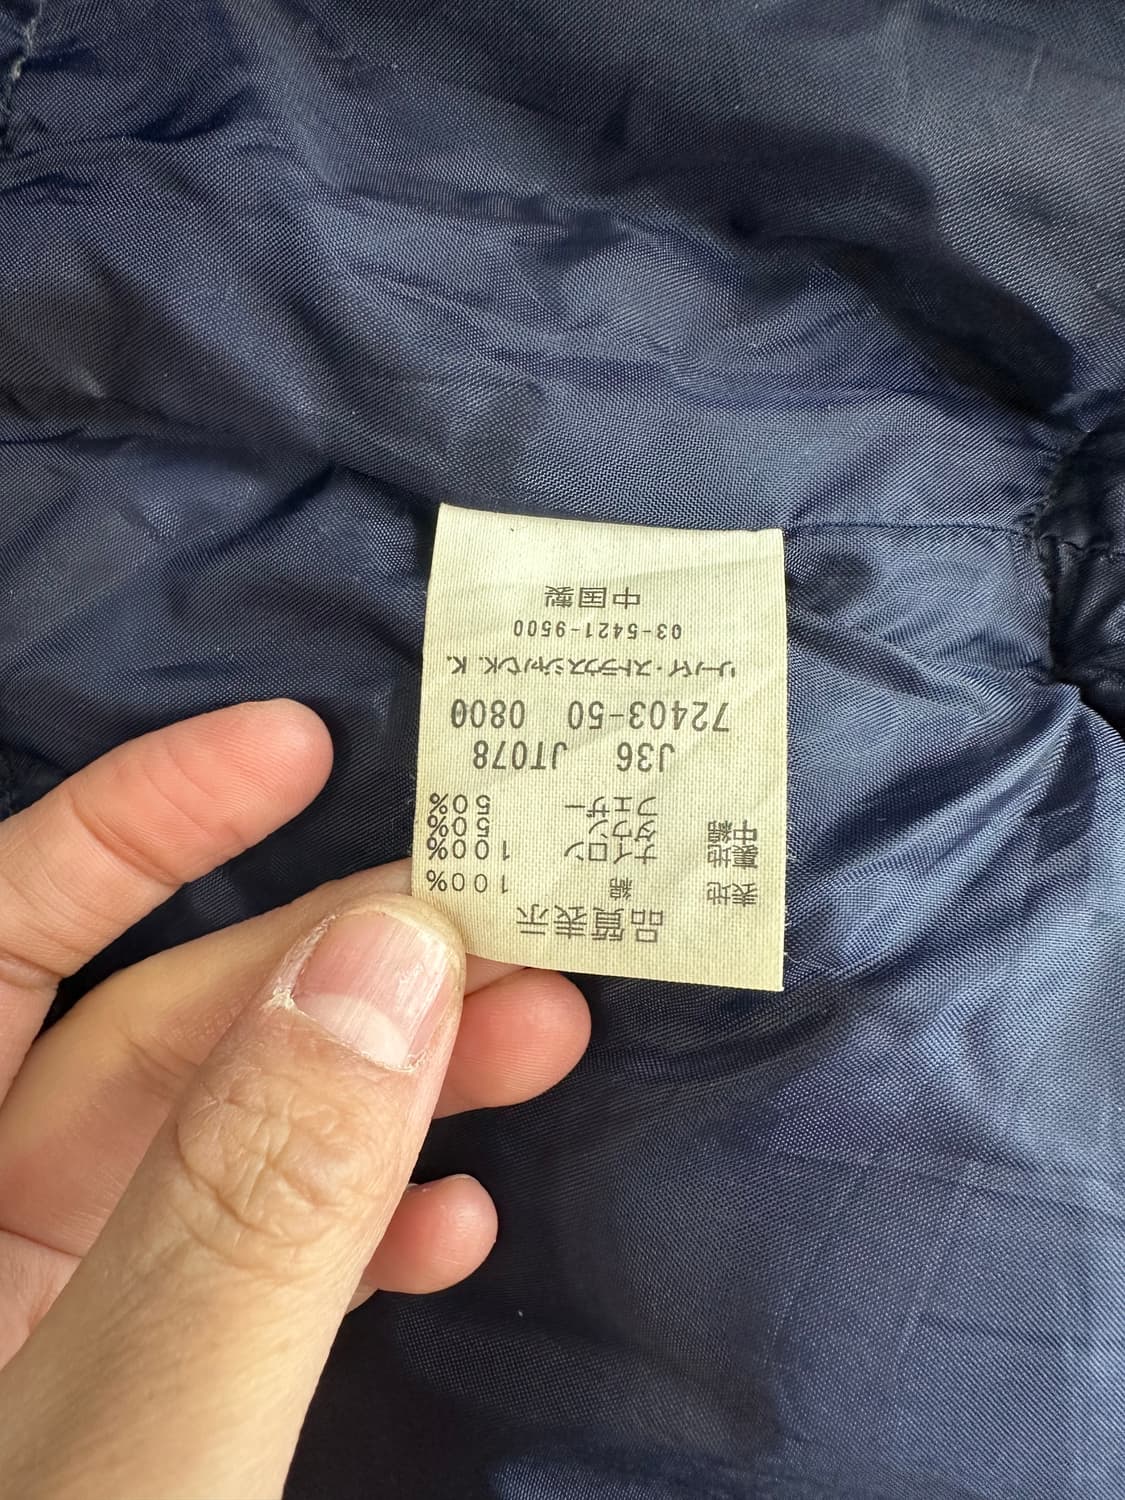 品質表示
表地 綿 100%
裏地 ナイロン 100%
中綿 ダウン 50%
フェザー 50%
J36 JT078
72403-50 0800
リーバイ・ストラウスジャパンK.K.
03-5421-9500
中国製